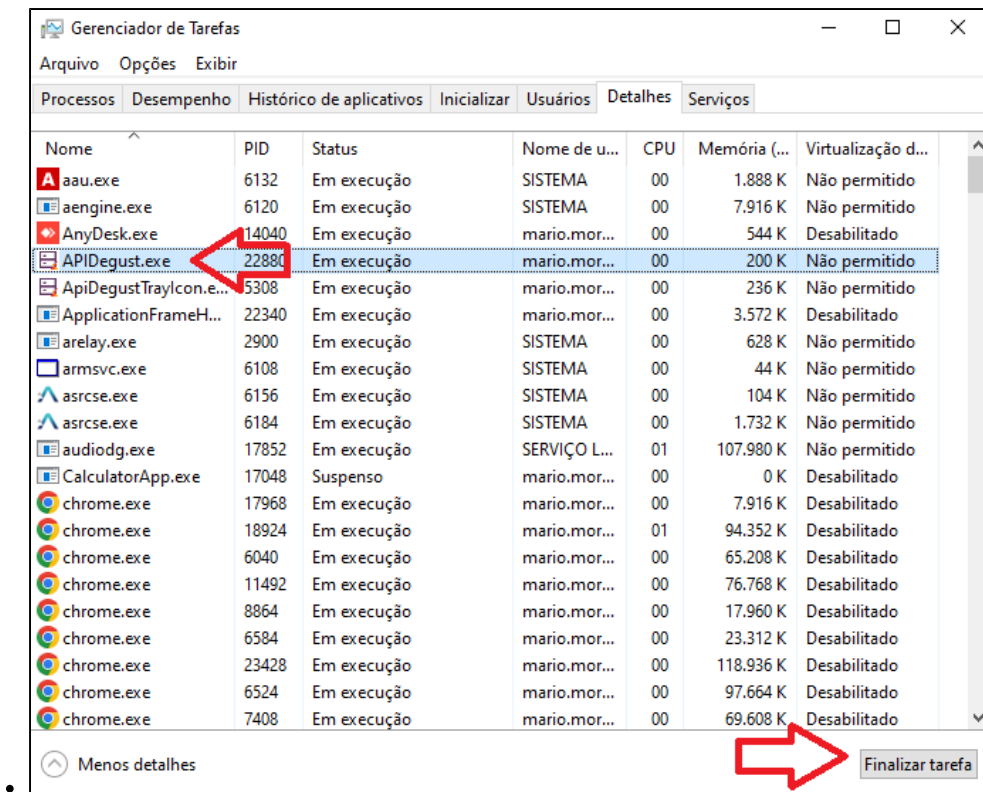 Gerenciador de Tarefas
Arquivo Opções Exibir
Processos Desempenho Histórico de aplicativos Inicializar Usuários Detalhes Serviços
Nome PID Status Nome de u... CPU Memória (... Virtualização d...
aau.exe 6132 Em execução SISTEMA 00 1.888 K Não permitido
aengine.exe 6120 Em execução SISTEMA 00 7.916 K Não permitido
AnyDesk.exe 14040 Em execução mario.mor... 00 544 K Desabilitado
APIDegust.exe 22880 Em execução mario.mor... 00 200 K Não permitido
ApiDegustTrayIcon.e... 5308 Em execução mario.mor... 00 236 K Não permitido
ApplicationFrameH... 22340 Em execução mario.mor... 00 3.572 K Desabilitado
arelay.exe 2900 Em execução SISTEMA 00 628 K Não permitido
armsvc.exe 6108 Em execução SISTEMA 00 44 K Não permitido
asrcse.exe 6156 Em execução SISTEMA 00 104 K Não permitido
asrcse.exe 6184 Em execução SISTEMA 00 1.732 K Não permitido
audiodg.exe 17852 Em execução SERVIÇO L... 01 107.980 K Não permitido
CalculatorApp.exe 17048 Suspenso mario.mor... 00 0 K Desabilitado
chrome.exe 17968 Em execução mario.mor... 00 7.916 K Desabilitado
chrome.exe 18924 Em execução mario.mor... 01 94.352 K Desabilitado
chrome.exe 6040 Em execução mario.mor... 00 65.208 K Desabilitado
chrome.exe 11492 Em execução mario.mor... 00 76.768 K Desabilitado
chrome.exe 8864 Em execução mario.mor... 00 17.960 K Desabilitado
chrome.exe 6584 Em execução mario.mor... 00 23.312 K Desabilitado
chrome.exe 23428 Em execução mario.mor... 00 118.936 K Desabilitado
chrome.exe 6524 Em execução mario.mor... 00 97.664 K Desabilitado
chrome.exe 7408 Em execução mario.mor... 00 69.608 K Desabilitado
Menos detalhes Finalizar tarefa